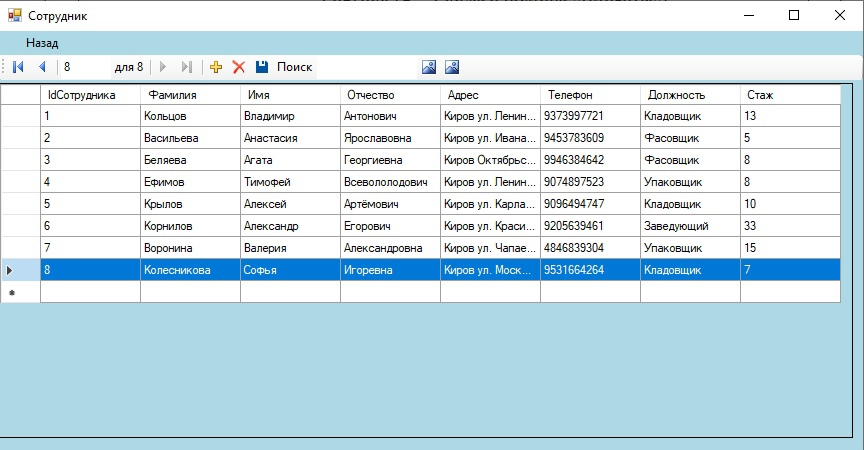 Сотрудник
Назад
8 для 8 Поиск
IdСотрудника Фамилия Имя Отчество Адрес Телефон Должность Стаж
1 Кольцов Владимир Антонович Киров ул. Ленин... 9373997721 Кладовщик 13
2 Васильева Анастасия Ярославовна Киров ул. Ивана... 9453783609 Фасовщик 5
3 Беляева Агата Георгиевна Киров Октябрьс... 9946384642 Фасовщик 8
4 Ефимов Тимофей Всевололодович Киров ул. Ленин... 9074897523 Упаковщик 8
5 Крылов Алексей Артёмович Киров ул. Карла... 9096494747 Кладовщик 10
6 Корнилов Александр Егорович Киров ул. Краси... 9205639461 Заведующий 33
7 Воронина Валерия Александровна Киров ул. Чапае... 4846839304 Упаковщик 15
8 Колесникова Софья Игоревна Киров ул. Моск... 9531664264 Кладовщик 7